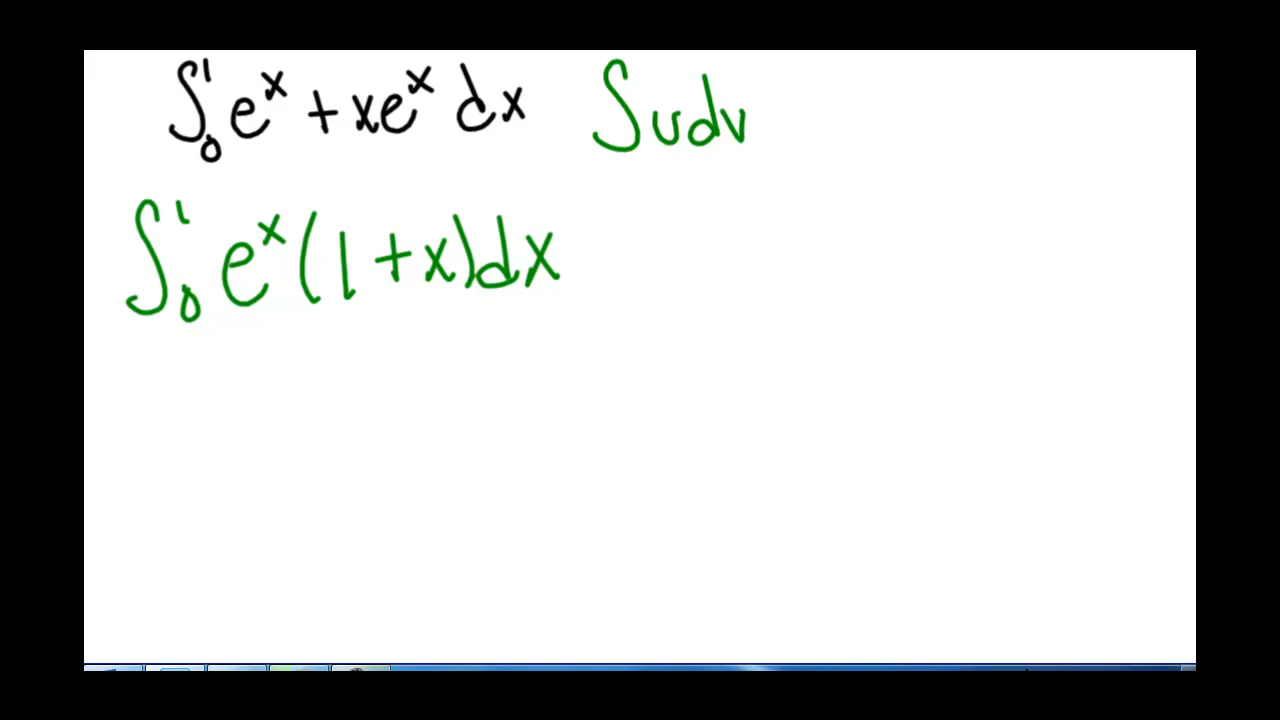 ∫₀¹ eˣ + xeˣ dx ∫udv
∫₀¹ eˣ(1+x)dx